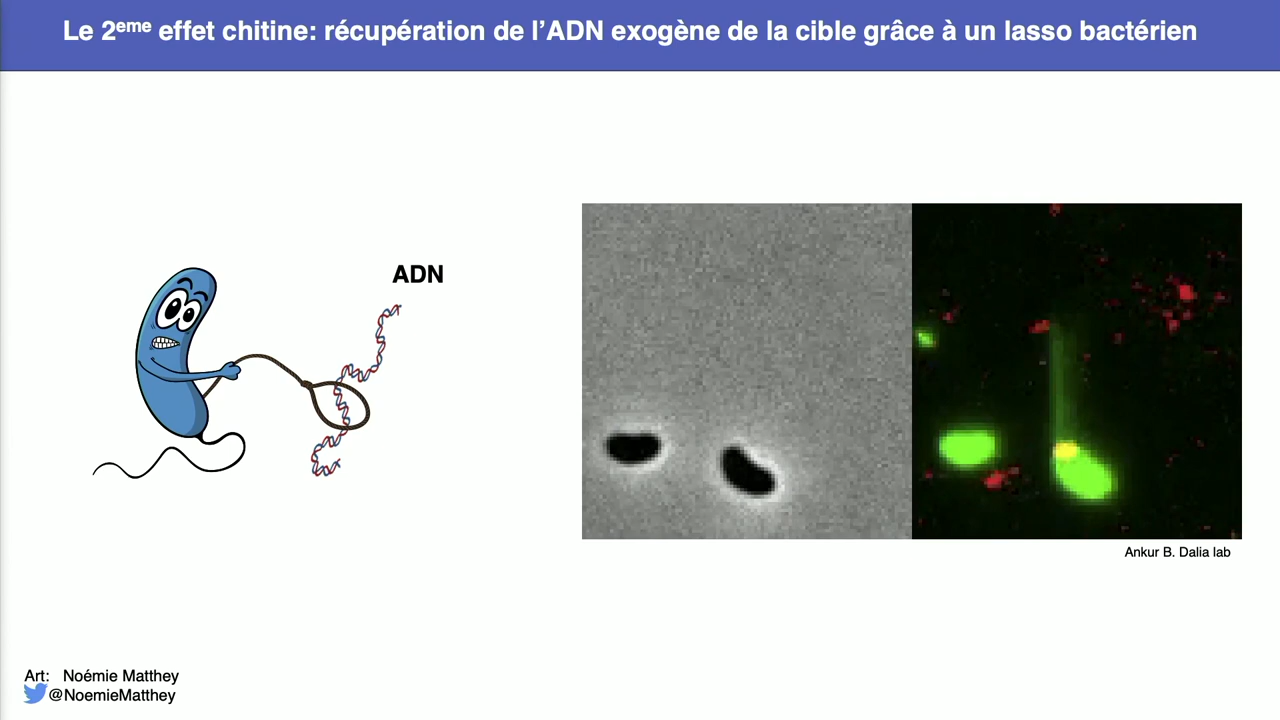 Le 2eme effet chitine: récupération de l’ADN exogène de la cible grâce à un lasso bactérien
ADN
Ankur B. Dalia lab
Art: Noémie Matthey
@NoemieMatthey